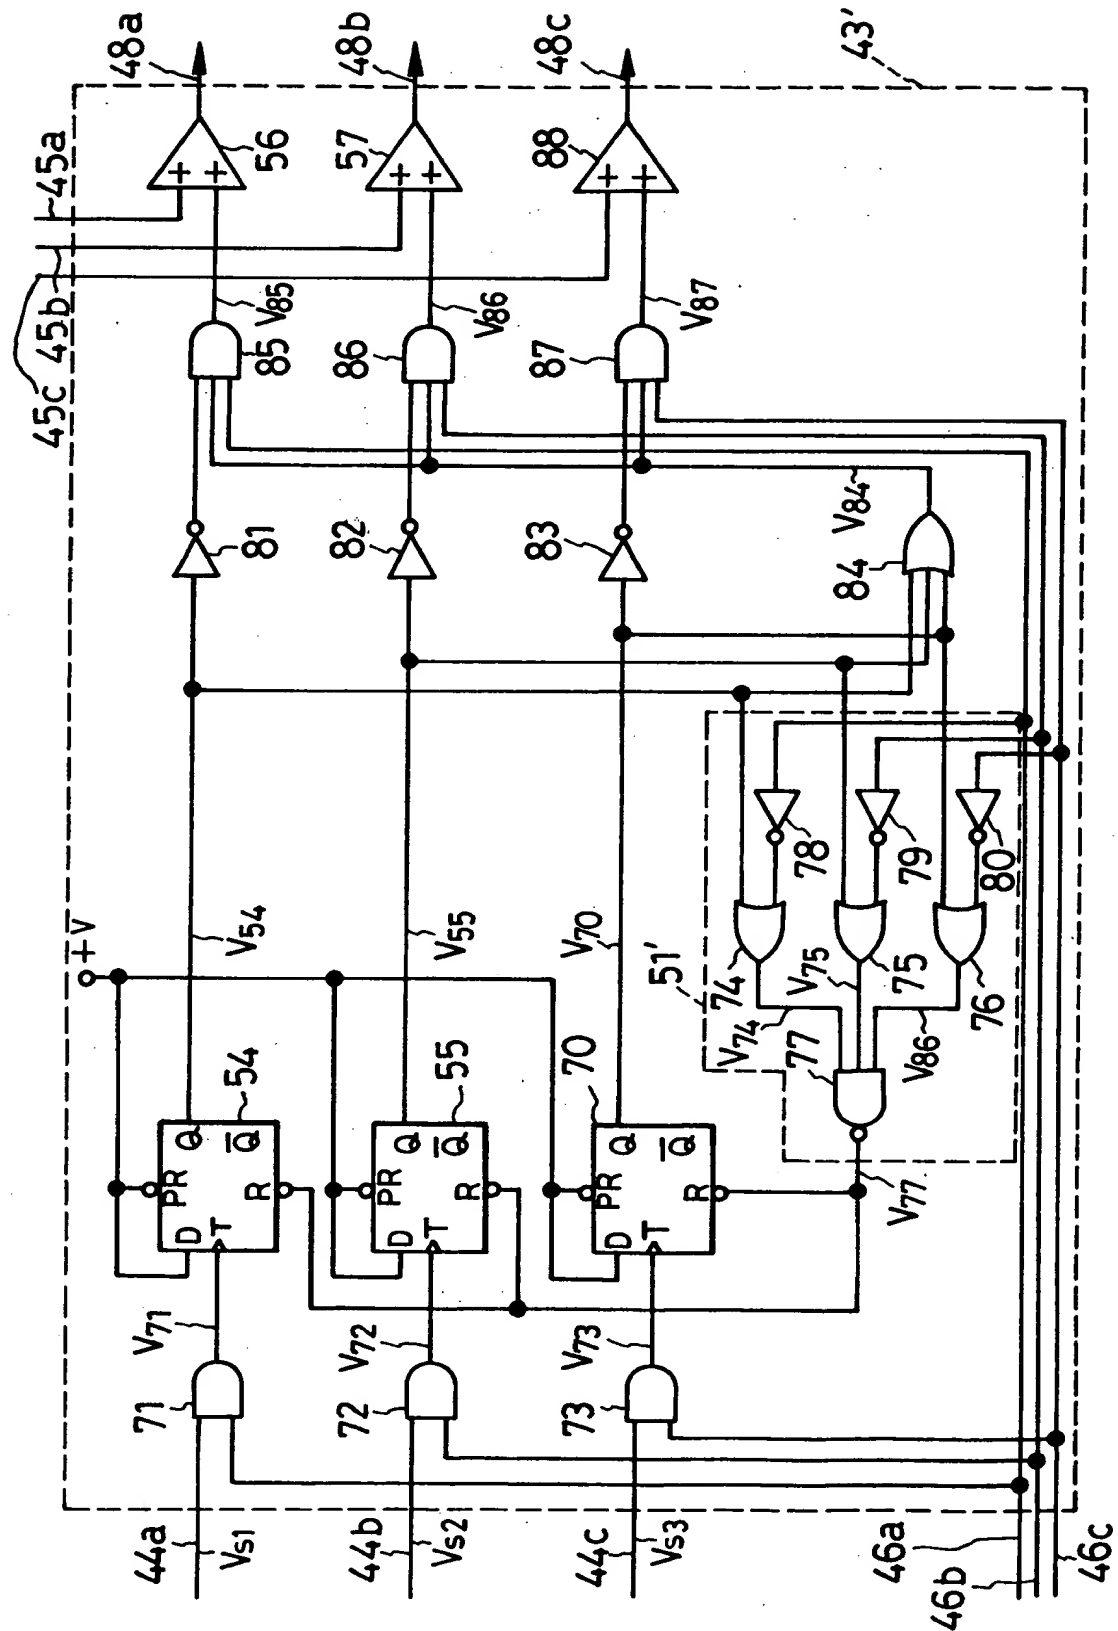 48a
48b
48c
43'
45a
45b
45c
56
57
88
+
+
+
+
+
+
V85
V86
V87
85
86
87
81
82
83
V84
84
+V
V54
V55
V70
51'
74
75
76
77
78
79
80
V74
V75
V86
V77
54
55
70
PR
Q
Q̅
D
T
R
PR
Q
Q̅
D
T
R
PR
Q
Q̅
D
T
R
V71
V72
V73
71
72
73
44a
Vs1
44b
Vs2
44c
Vs3
46a
46b
46c